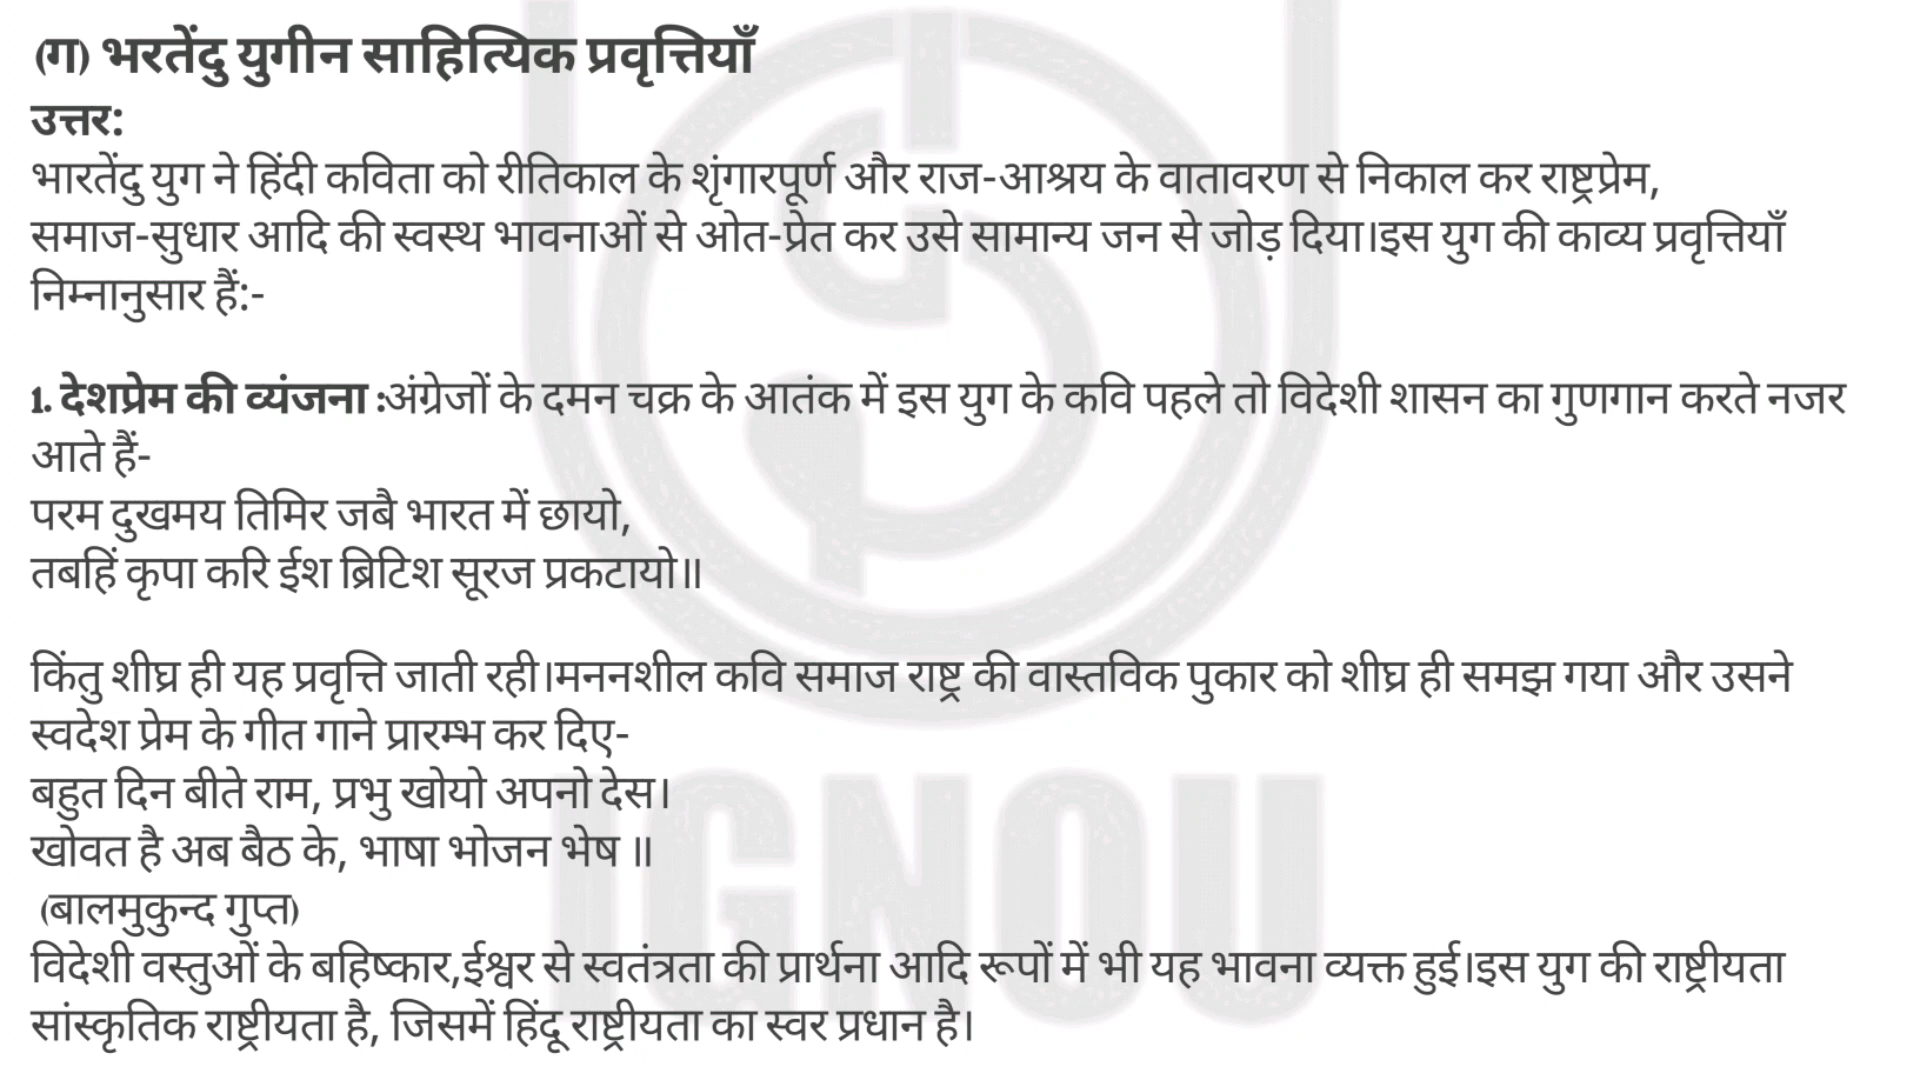 (ग) भरतेंदु युगीन साहित्यिक प्रवृत्तियाँ
उत्तर:
भारतेंदु युग ने हिंदी कविता को रीतिकाल के शृंगारपूर्ण और राज-आश्रय के वातावरण से निकाल कर राष्ट्रप्रेम,
समाज-सुधार आदि की स्वस्थ भावनाओं से ओत-प्रेत कर उसे सामान्य जन से जोड़ दिया।इस युग की काव्य प्रवृत्तियाँ
निम्नानुसार हैं:-
1. देशप्रेम की व्यंजना :अंग्रेजों के दमन चक्र के आतंक में इस युग के कवि पहले तो विदेशी शासन का गुणगान करते नजर
आते हैं-
परम दुखमय तिमिर जबै भारत में छायो,
तबहिं कृपा करि ईश ब्रिटिश सूरज प्रकटायो॥
किंतु शीघ्र ही यह प्रवृत्ति जाती रही।मननशील कवि समाज राष्ट्र की वास्तविक पुकार को शीघ्र ही समझ गया और उसने
स्वदेश प्रेम के गीत गाने प्रारम्भ कर दिए-
बहुत दिन बीते राम, प्रभु खोयो अपनो देस।
खोवत है अब बैठ के, भाषा भोजन भेष ॥
(बालमुकुन्द गुप्त)
विदेशी वस्तुओं के बहिष्कार,ईश्वर से स्वतंत्रता की प्रार्थना आदि रूपों में भी यह भावना व्यक्त हुई।इस युग की राष्ट्रीयता
सांस्कृतिक राष्ट्रीयता है, जिसमें हिंदू राष्ट्रीयता का स्वर प्रधान है।
IGNOU